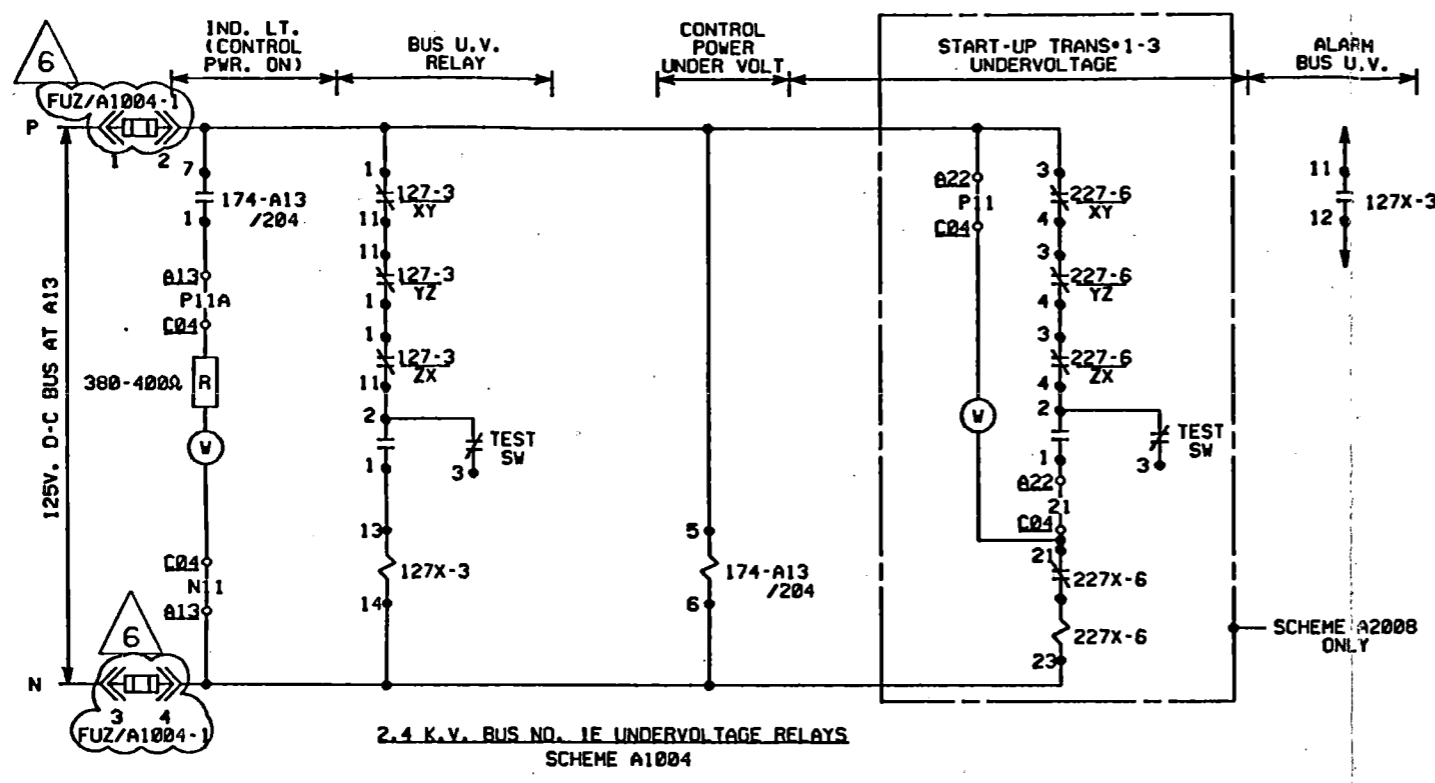 IND. LT.
(CONTROL
PWR. ON)
BUS U.V.
RELAY
CONTROL
POWER
UNDER VOLT
START-UP TRANS•1-3
UNDERVOLTAGE
ALARM
BUS U.V.
6
FUZ/A1004-1
P
1 2
125V. D-C BUS AT A13
7
174-A13
/204
1
A13
P11A
C04
380-400Ω
R
W
C04
N11
A13
1
127-3
XY
11
11
127-3
YZ
1
1
127-3
ZX
11
2
TEST
SW
1
3
13
127X-3
14
5
174-A13
/204
6
A22
P11
C04
W
3
227-6
XY
4
3
227-6
YZ
4
3
227-6
ZX
4
2
TEST
SW
1
3
A22
21
C04
21
227X-6
227X-6
23
11
127X-3
12
SCHEME A2008
ONLY
6
N
3 4
FUZ/A1004-1
2.4 K.V. BUS NO. 1E UNDERVOLTAGE RELAYS
SCHEME A1004